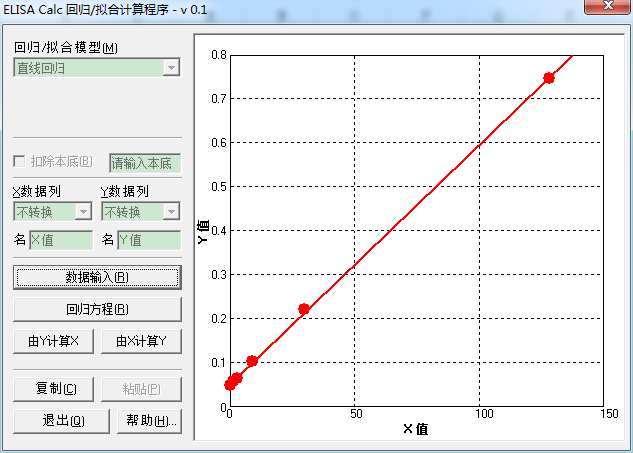 ELISA Calc 回归/拟合计算程序 - v 0.1
回归/拟合模型(M)
直线回归
扣除本底(B) 请输入本底
X数据列 Y数据列
不转换 不转换
名 X值 名 Y值
数据输入(R)
回归方程(R)
由Y计算X 由X计算Y
复制(C) 粘贴(P)
退出(Q) 帮助(H)...
Y值
0.8
0.7
0.6
0.5
0.4
0.3
0.2
0.1
0
0 50 100 150
X值